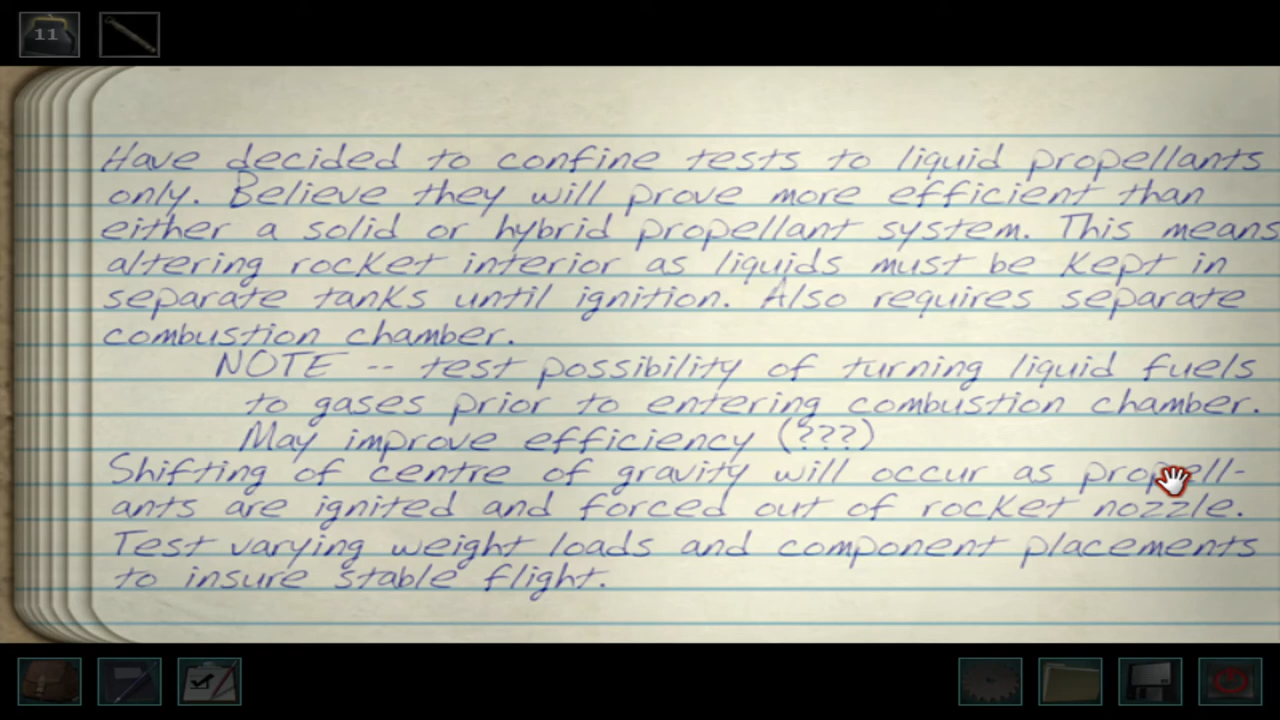 11
Have decided to confine tests to liquid propellants
only. Believe they will prove more efficient than
either a solid or hybrid propellant system. This means
altering rocket interior as liquids must be kept in
separate tanks until ignition. Also requires separate
combustion chamber.
NOTE -- test possibility of turning liquid fuels
to gases prior to entering combustion chamber.
May improve efficiency (???)
Shifting of centre of gravity will occur as propell-
ants are ignited and forced out of rocket nozzle.
Test varying weight loads and component placements
to insure stable flight.